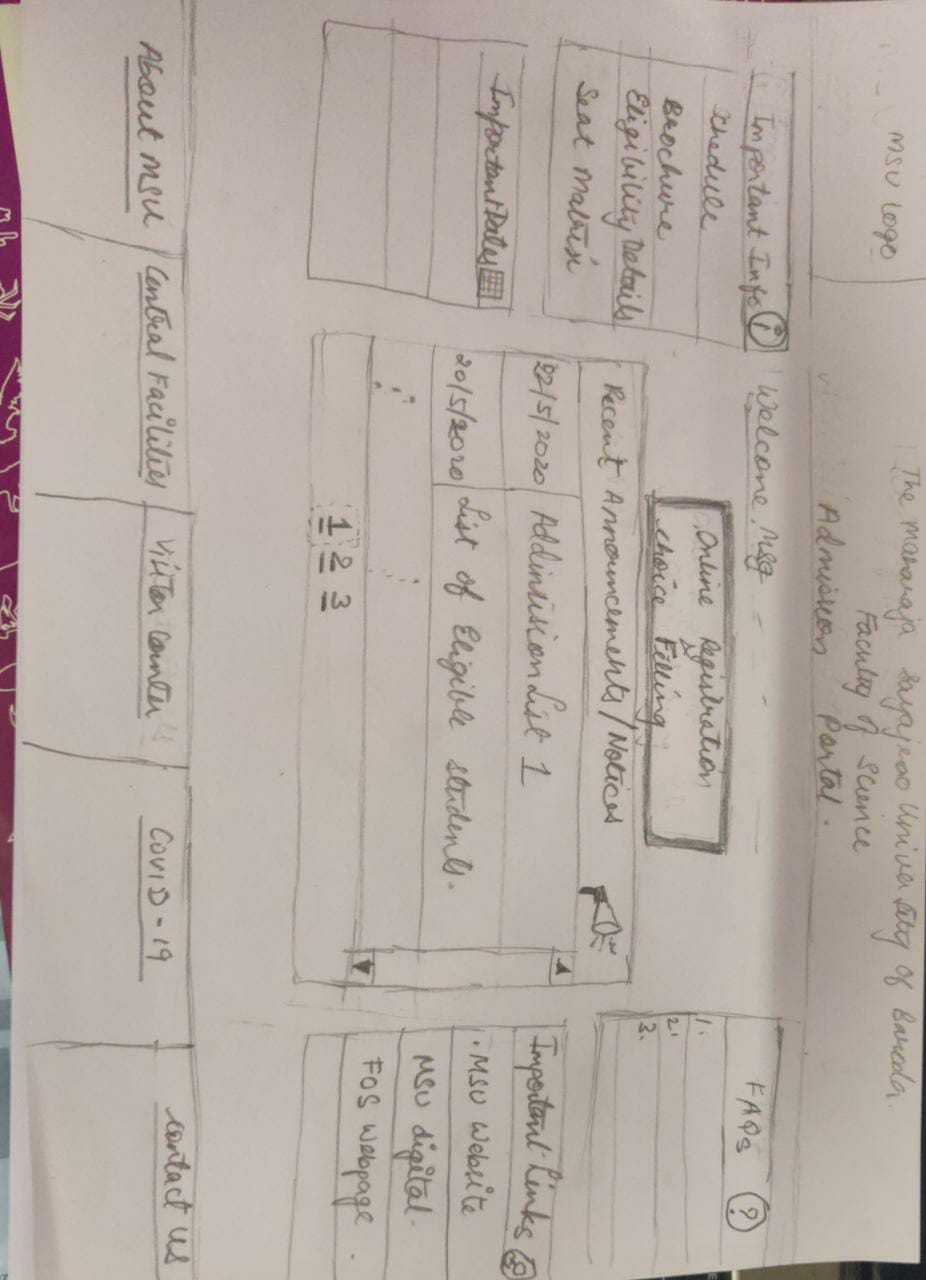 MSU Logo
The maharaja sayajirao University of Baroda.
Faculty of Science
Admission Portal.
Important Info i
Schedule
Brochure
Eligibility Details
Seat Matrix
Important Dates
Welcome Msg
Online Registration
&
choice Filling
Recent Announcements/Notices
22/5/2020 Addmission List 1
20/5/2020 List of Eligible students.
1 2 3
FAQs ?
1.
2.
3.
Important Links
. MSU Website
MSU digital.
FOS Webpage .
About MSU
Central Facilities
Visitor Counter
COVID-19
Contact Us